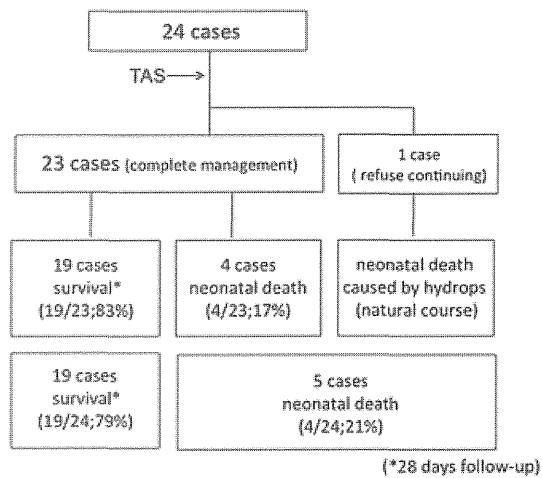 24 cases
TAS
23 cases (complete management)
1 case
( refuse continuing)
19 cases
survival*
(19/23;83%)
4 cases
neonatal death
(4/23;17%)
neonatal death
caused by hydrops
(natural course)
19 cases
survival*
(19/24;79%)
5 cases
neonatal death
(4/24;21%)
(*28 days follow-up)